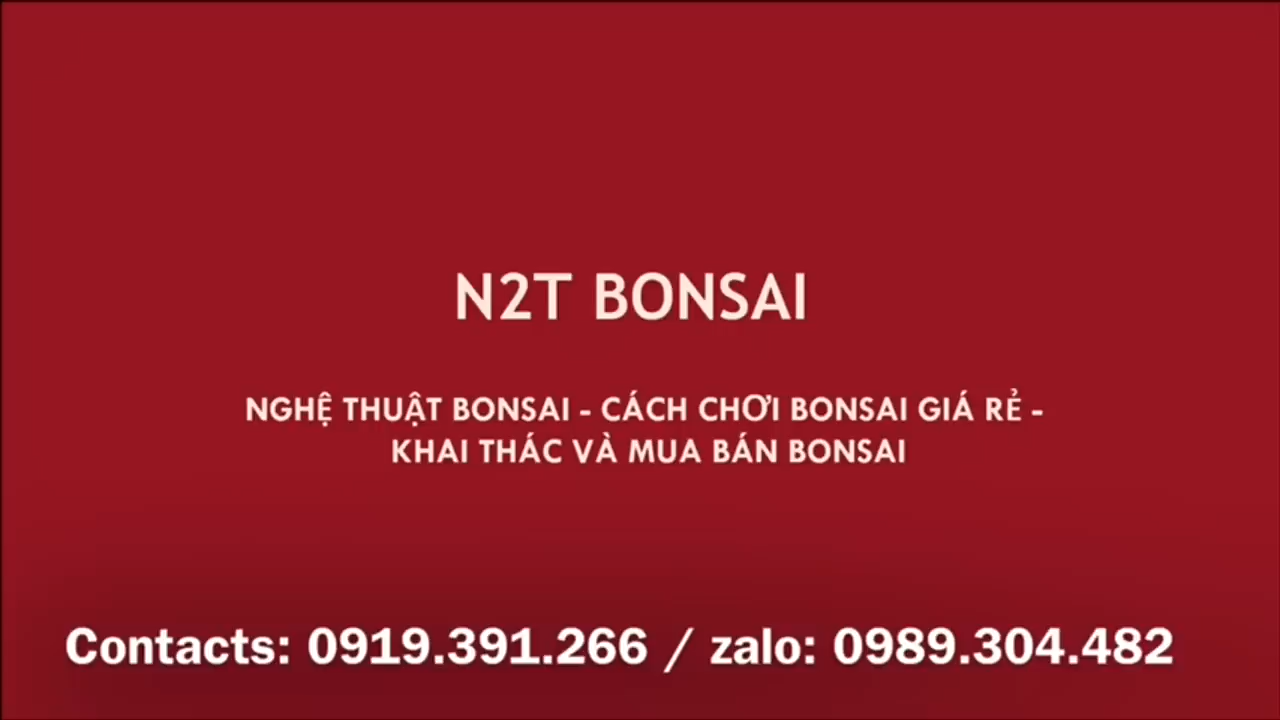 N2T BONSAI
NGHỆ THUẬT BONSAI - CÁCH CHƠI BONSAI GIÁ RẺ -
KHAI THÁC VÀ MUA BÁN BONSAI
Contacts: 0919.391.266 / zalo: 0989.304.482